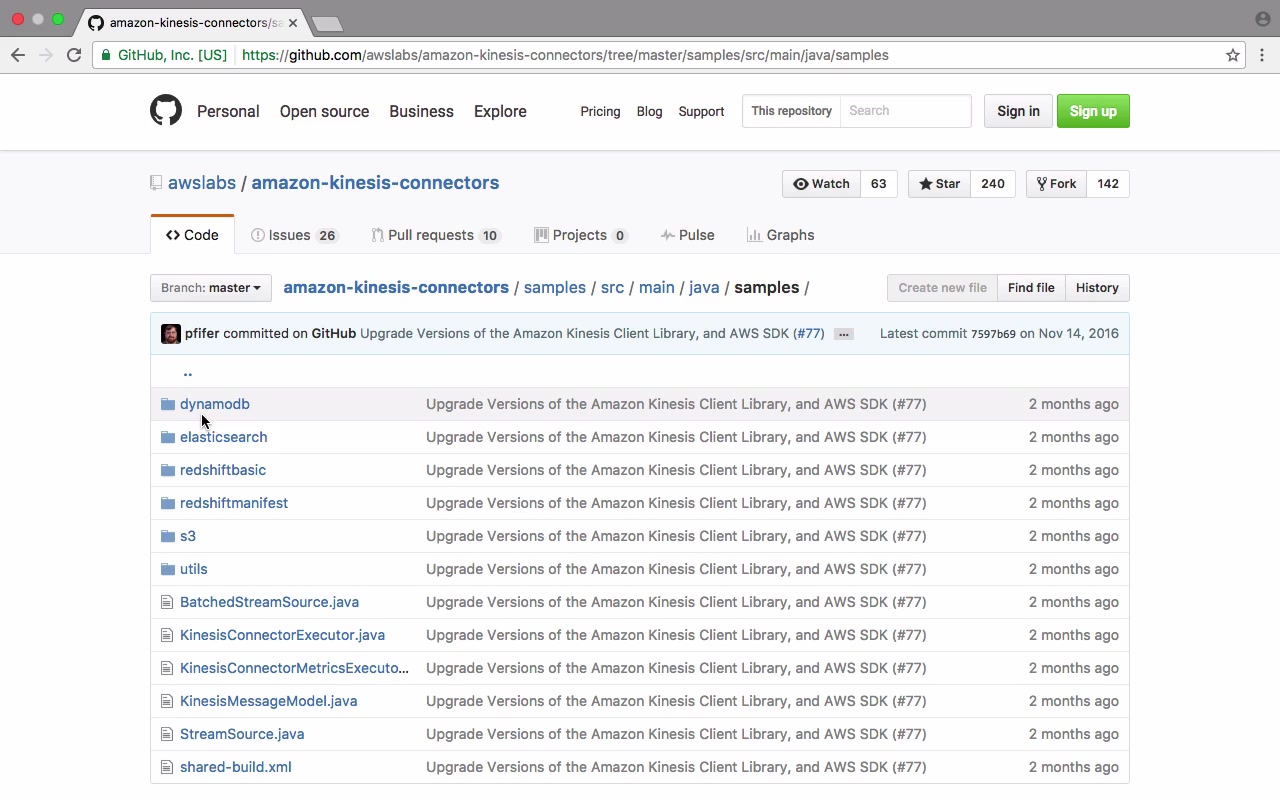 amazon-kinesis-connectors/sa
GitHub, Inc. [US] https://github.com/awslabs/amazon-kinesis-connectors/tree/master/samples/src/main/java/samples
Personal Open source Business Explore Pricing Blog Support This repository Search Sign in Sign up
awslabs / amazon-kinesis-connectors Watch 63 Star 240 Fork 142
Code Issues 26 Pull requests 10 Projects 0 Pulse Graphs
Branch: master amazon-kinesis-connectors / samples / src / main / java / samples / Create new file Find file History
pfifer committed on GitHub Upgrade Versions of the Amazon Kinesis Client Library, and AWS SDK (#77) … Latest commit 7597b69 on Nov 14, 2016
..
dynamodb Upgrade Versions of the Amazon Kinesis Client Library, and AWS SDK (#77) 2 months ago
elasticsearch Upgrade Versions of the Amazon Kinesis Client Library, and AWS SDK (#77) 2 months ago
redshiftbasic Upgrade Versions of the Amazon Kinesis Client Library, and AWS SDK (#77) 2 months ago
redshiftmanifest Upgrade Versions of the Amazon Kinesis Client Library, and AWS SDK (#77) 2 months ago
s3 Upgrade Versions of the Amazon Kinesis Client Library, and AWS SDK (#77) 2 months ago
utils Upgrade Versions of the Amazon Kinesis Client Library, and AWS SDK (#77) 2 months ago
BatchedStreamSource.java Upgrade Versions of the Amazon Kinesis Client Library, and AWS SDK (#77) 2 months ago
KinesisConnectorExecutor.java Upgrade Versions of the Amazon Kinesis Client Library, and AWS SDK (#77) 2 months ago
KinesisConnectorMetricsExecuto... Upgrade Versions of the Amazon Kinesis Client Library, and AWS SDK (#77) 2 months ago
KinesisMessageModel.java Upgrade Versions of the Amazon Kinesis Client Library, and AWS SDK (#77) 2 months ago
StreamSource.java Upgrade Versions of the Amazon Kinesis Client Library, and AWS SDK (#77) 2 months ago
shared-build.xml Upgrade Versions of the Amazon Kinesis Client Library, and AWS SDK (#77) 2 months ago